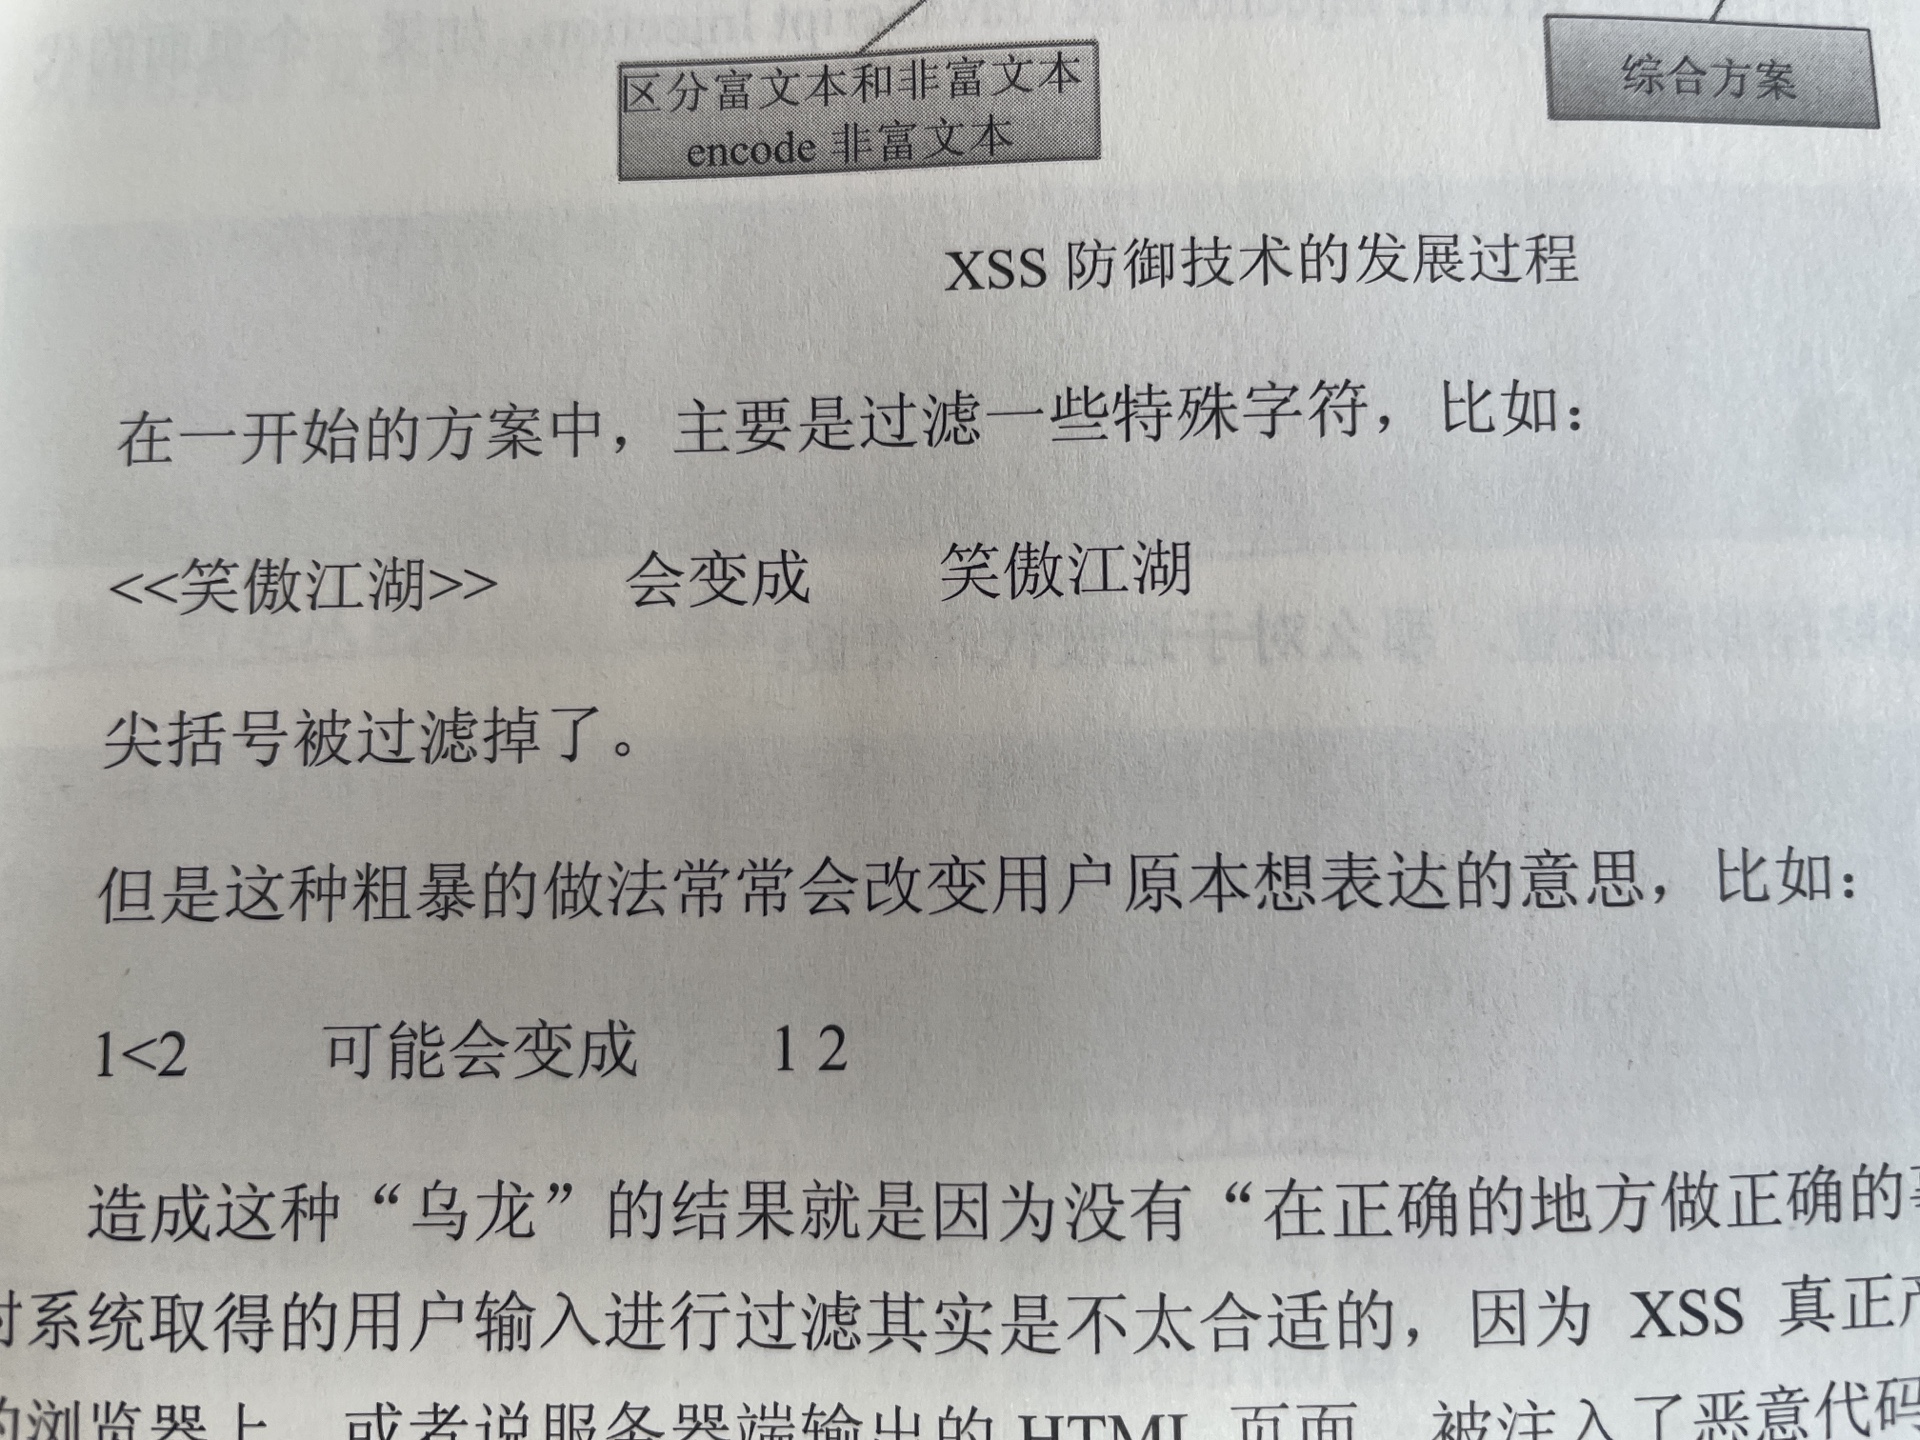 区分富文本和非富文本
encode 非富文本
综合方案
XSS 防御技术的发展过程
在一开始的方案中，主要是过滤一些特殊字符，比如：
<<笑傲江湖>> 会变成 笑傲江湖
尖括号被过滤掉了。
但是这种粗暴的做法常常会改变用户原本想表达的意思，比如：
1<2 可能会变成 1 2
造成这种“乌龙”的结果就是因为没有“在正确的地方做正确的
系统取得的用户输入进行过滤其实是不太合适的，因为 XSS 真正
浏览器上，或者说服务器端输出的 HTML 页面，被注入了恶意代码